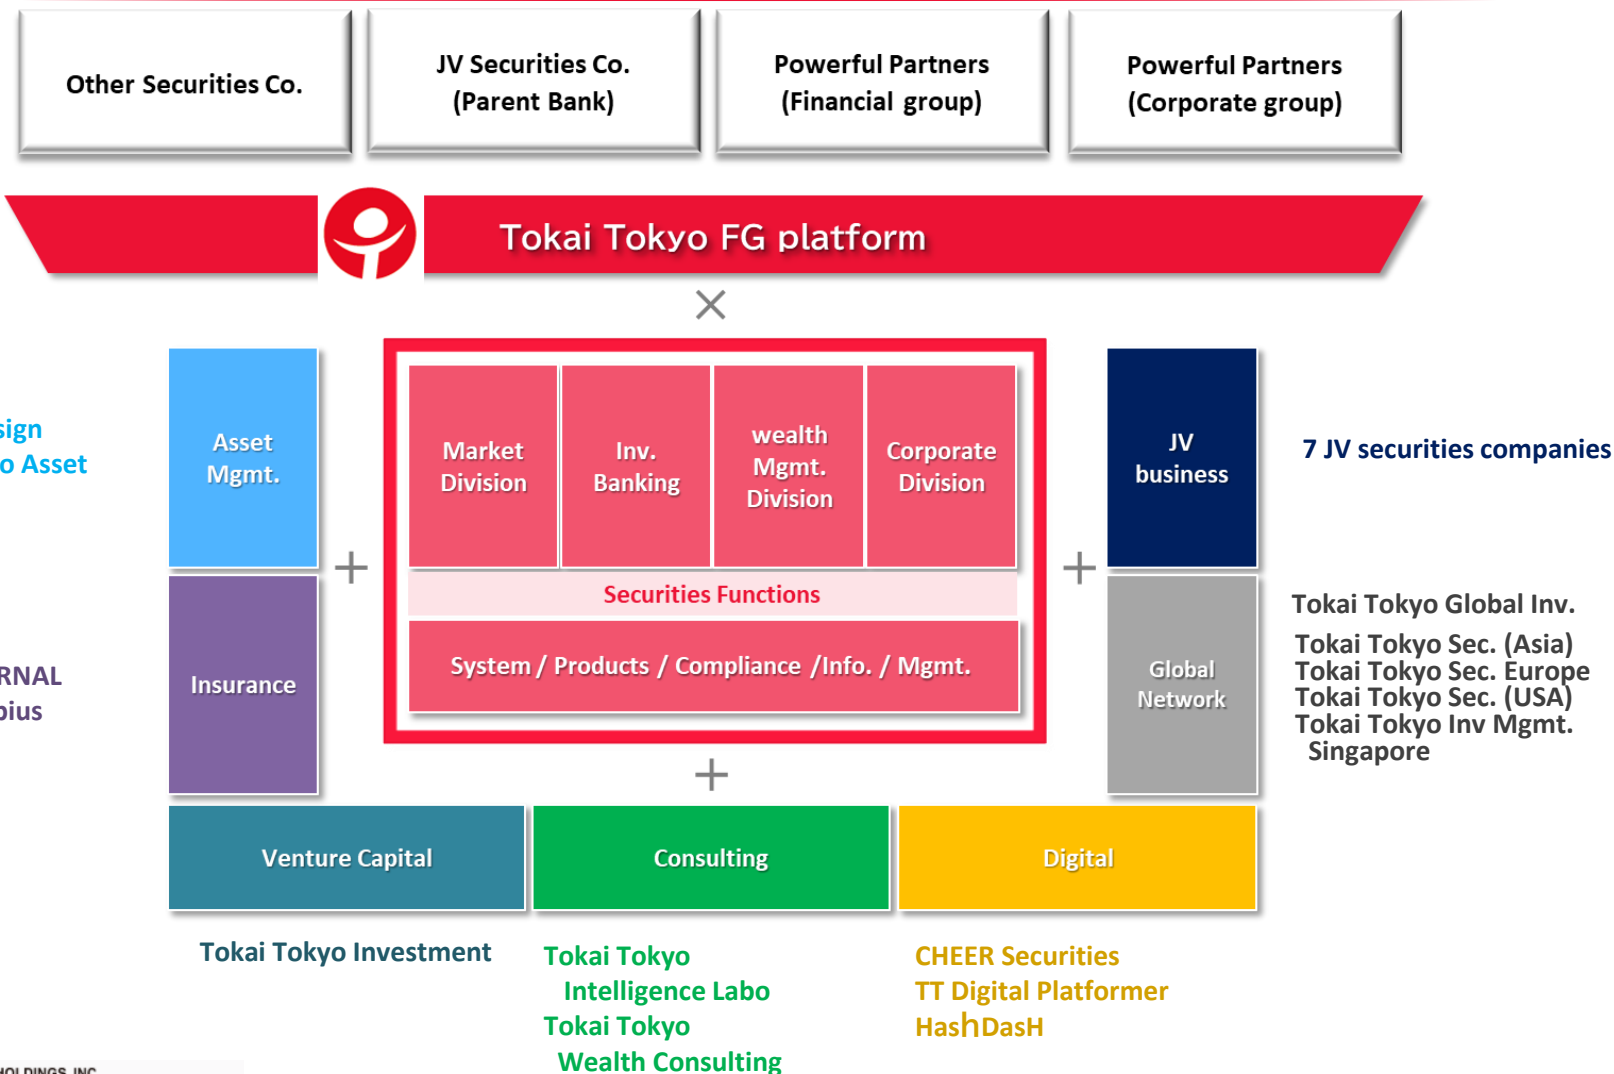 Other Securities Co.
JV Securities Co.
(Parent Bank)
Powerful Partners
(Financial group)
Powerful Partners
(Corporate group)
Tokai Tokyo FG platform
×
sign
o Asset
Asset
Mgmt.
Market
Division
Inv.
Banking
wealth
Mgmt.
Division
Corporate
Division
JV
business
7 JV securities companies
+
+
Securities Functions
System / Products / Compliance /Info. / Mgmt.
RNAL
bius
Insurance
Global
Network
Tokai Tokyo Global Inv.
Tokai Tokyo Sec. (Asia)
Tokai Tokyo Sec. Europe
Tokai Tokyo Sec. (USA)
Tokai Tokyo Inv Mgmt.
Singapore
+
Venture Capital
Consulting
Digital
Tokai Tokyo Investment
Tokai Tokyo
Intelligence Labo
Tokai Tokyo
Wealth Consulting
CHEER Securities
TT Digital Platformer
HashDasH
HOLDINGS, INC.